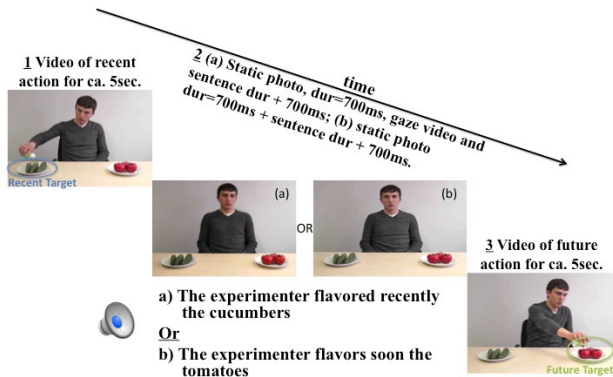 1 Video of recent
action for ca. 5sec.
Recent Target
time
2 (a) Static photo, dur=700ms, gaze video and
sentence dur + 700ms; (b) static photo
dur=700ms + sentence dur + 700ms.
(a)
OR
(b)
3 Video of future
action for ca. 5sec.
Future Target
a) The experimenter flavored recently
the cucumbers
Or
b) The experimenter flavors soon the
tomatoes